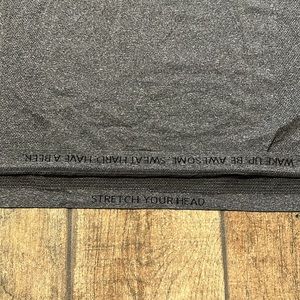 WAKE UP. BE AWESOME. SWEAT HARD. HAVE A BEER.
STRETCH YOUR HEAD